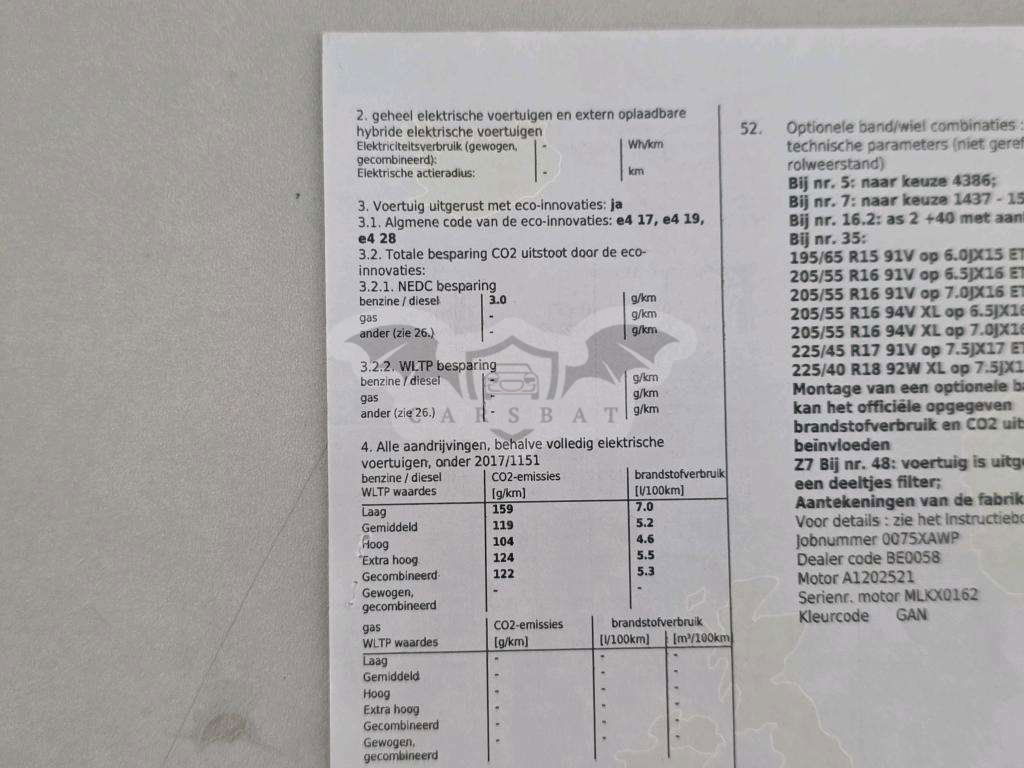 2. geheel elektrische voertuigen en extern oplaadbare
hybride elektrische voertuigen
Elektriciteitsverbruik (gewogen, - Wh/km
gecombineerd):
Elektrische actieradius: - km
3. Voertuig uitgerust met eco-innovaties: ja
3.1. Algmene code van de eco-innovaties: e4 17, e4 19,
e4 28
3.2. Totale besparing CO2 uitstoot door de eco-
innovaties:
3.2.1. NEDC besparing
benzine / diesel 3.0 g/km
gas - g/km
ander (zie 26.) - g/km
3.2.2. WLTP besparing
benzine / diesel - g/km
gas - g/km
ander (zie 26.) - g/km
CARSBAT
4. Alle aandrijvingen, behalve volledig elektrische
voertuigen, onder 2017/1151
benzine / diesel CO2-emissies brandstofverbruik
WLTP waardes [g/km] [l/100km]
Laag 159 7.0
Gemiddeld 119 5.2
Hoog 104 4.6
Extra hoog 124 5.5
Gecombineerd 122 5.3
Gewogen, - -
gecombineerd
gas CO2-emissies brandstofverbruik
WLTP waardes [g/km] [l/100km] [m³/100km
Laag - - -
Gemiddeld - - -
Hoog - - -
Extra hoog - - -
Gecombineerd - - -
Gewogen, - - -
gecombineerd
52. Optionele band/wiel combinaties :
technische parameters (niet geref
rolweerstand)
Bij nr. 5: naar keuze 4386;
Bij nr. 7: naar keuze 1437 - 15
Bij nr. 16.2: as 2 +40 met aan
Bij nr. 35:
195/65 R15 91V op 6.0JX15 ET
205/55 R16 91V op 6.5JX16 ET
205/55 R16 91V op 7.0JX16 ET
205/55 R16 94V XL op 6.5JX16
205/55 R16 94V XL op 7.0JX16
225/45 R17 91V op 7.5JX17 ET
225/40 R18 92W XL op 7.5JX1
Montage van een optionele ba
kan het officiële opgegeven
brandstofverbruik en CO2 uit
beïnvloeden
Z7 Bij nr. 48: voertuig is uitge
een deeltjes filter;
Aantekeningen van de fabrik
Voor details : zie het Instructiebo
Jobnummer 0075XAWP
Dealer code BE0058
Motor A1202521
Serienr. motor MLKX0162
Kleurcode GAN